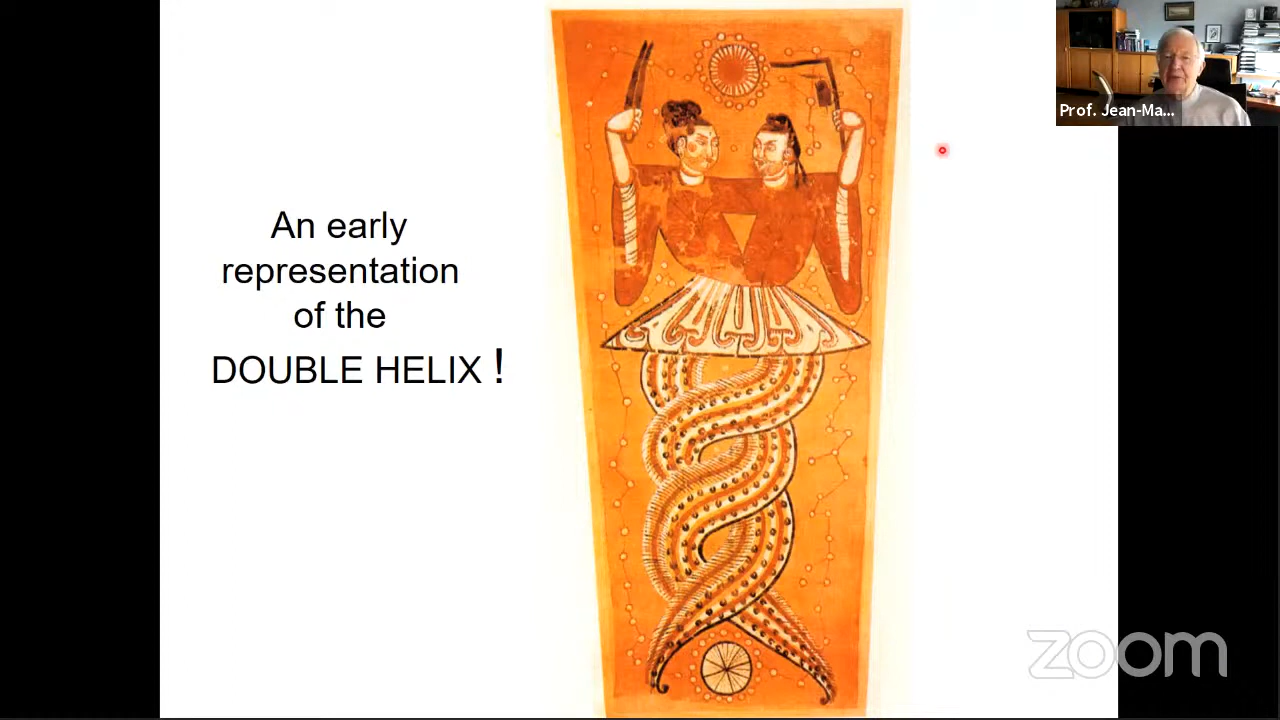 Prof. Jean-Ma...
An early
representation
of the
DOUBLE HELIX !
zoom